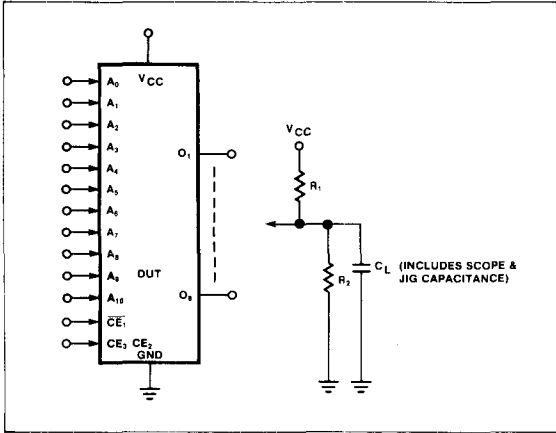 VCC
A0
A1
A2
A3
A4
A5
A6
A7
A8
A9
A10
CE1
CE3 CE2
GND
DUT
O1
O8
VCC
R1
R2
CL (INCLUDES SCOPE &
JIG CAPACITANCE)